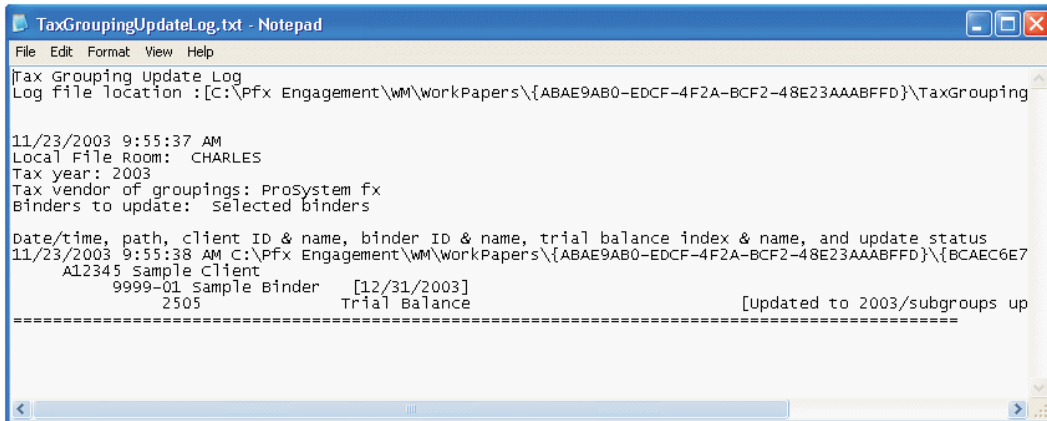 TaxGroupingUpdateLog.txt - Notepad
File Edit Format View Help
Tax Grouping Update Log
Log file location :[C:\Pfx Engagement\WM\WorkPapers\{ABAE9AB0-EDCF-4F2A-BCF2-48E23AAABFFD}\TaxGrouping
11/23/2003 9:55:37 AM
Local File Room: CHARLES
Tax year: 2003
Tax vendor of groupings: ProSystem fx
Binders to update: Selected binders
Date/time, path, client ID & name, binder ID & name, trial balance index & name, and update status
11/23/2003 9:55:38 AM C:\Pfx Engagement\WM\WorkPapers\{ABAE9AB0-EDCF-4F2A-BCF2-48E23AAABFFD}\{BCAEC6E7
A12345 Sample Client
9999-01 Sample Binder [12/31/2003]
2505 Trial Balance [Updated to 2003/subgroups up
==============================================================================================